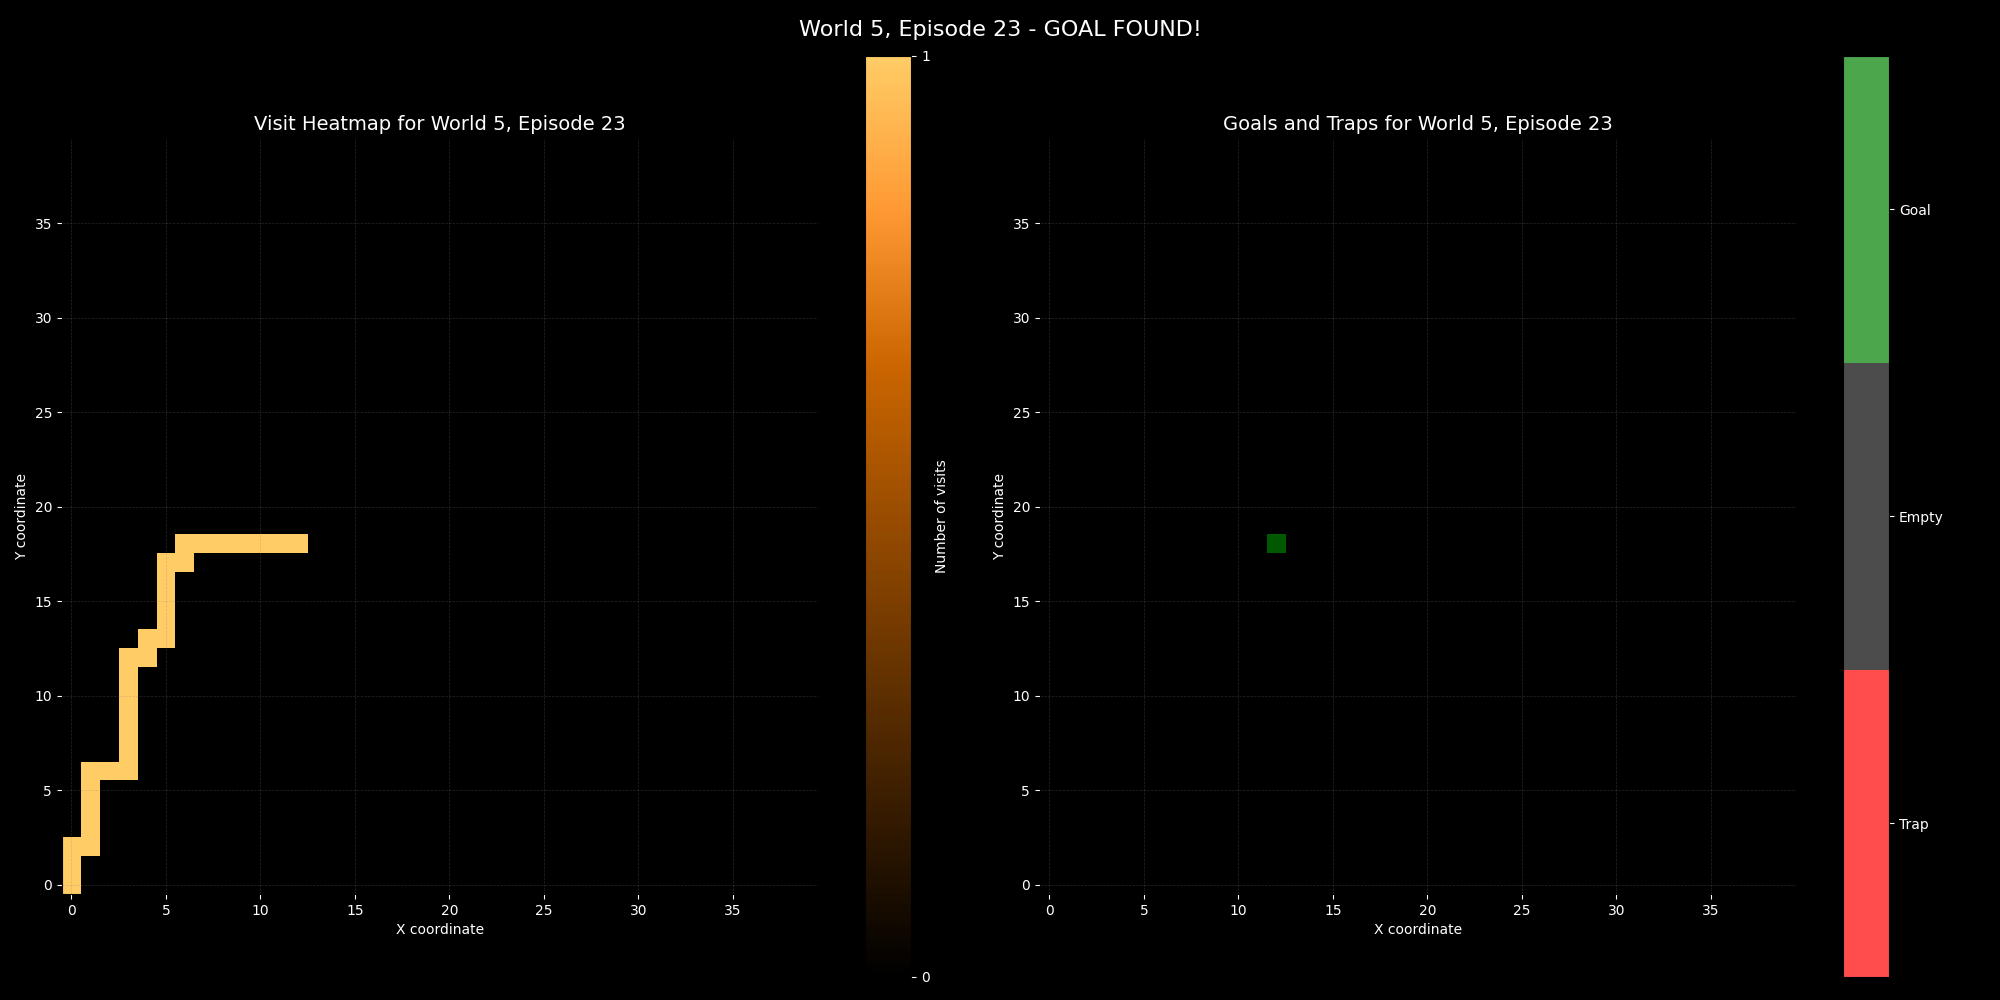 World 5, Episode 23 - GOAL FOUND!
Visit Heatmap for World 5, Episode 23
35
30
25
20
15
10
5
0
Y coordinate
0 5 10 15 20 25 30 35
X coordinate
1
0
Number of visits
Goals and Traps for World 5, Episode 23
35
30
25
20
15
10
5
0
Y coordinate
0 5 10 15 20 25 30 35
X coordinate
Goal
Empty
Trap